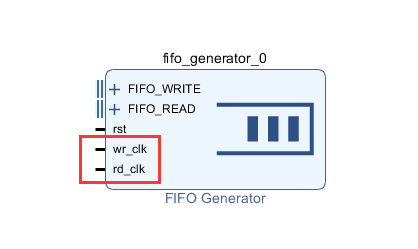 fifo_generator_0
FIFO_WRITE
FIFO_READ
rst
wr_clk
rd_clk
FIFO Generator